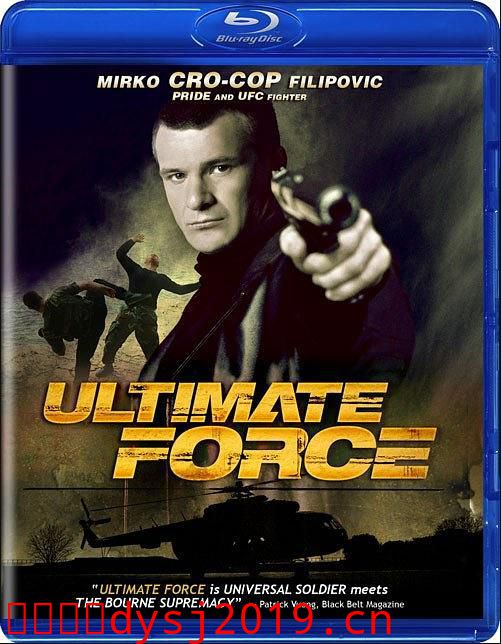 Blu-ray Disc
MIRKO CRO-COP FILIPOVIC
PRIDE AND UFC FIGHTER
ULTIMATE
FORCE
"ULTIMATE FORCE is UNIVERSAL SOLDIER meets
THE BOURNE SUPREMACY" – Patrick Black Belt Magazine
dysj2019.cn